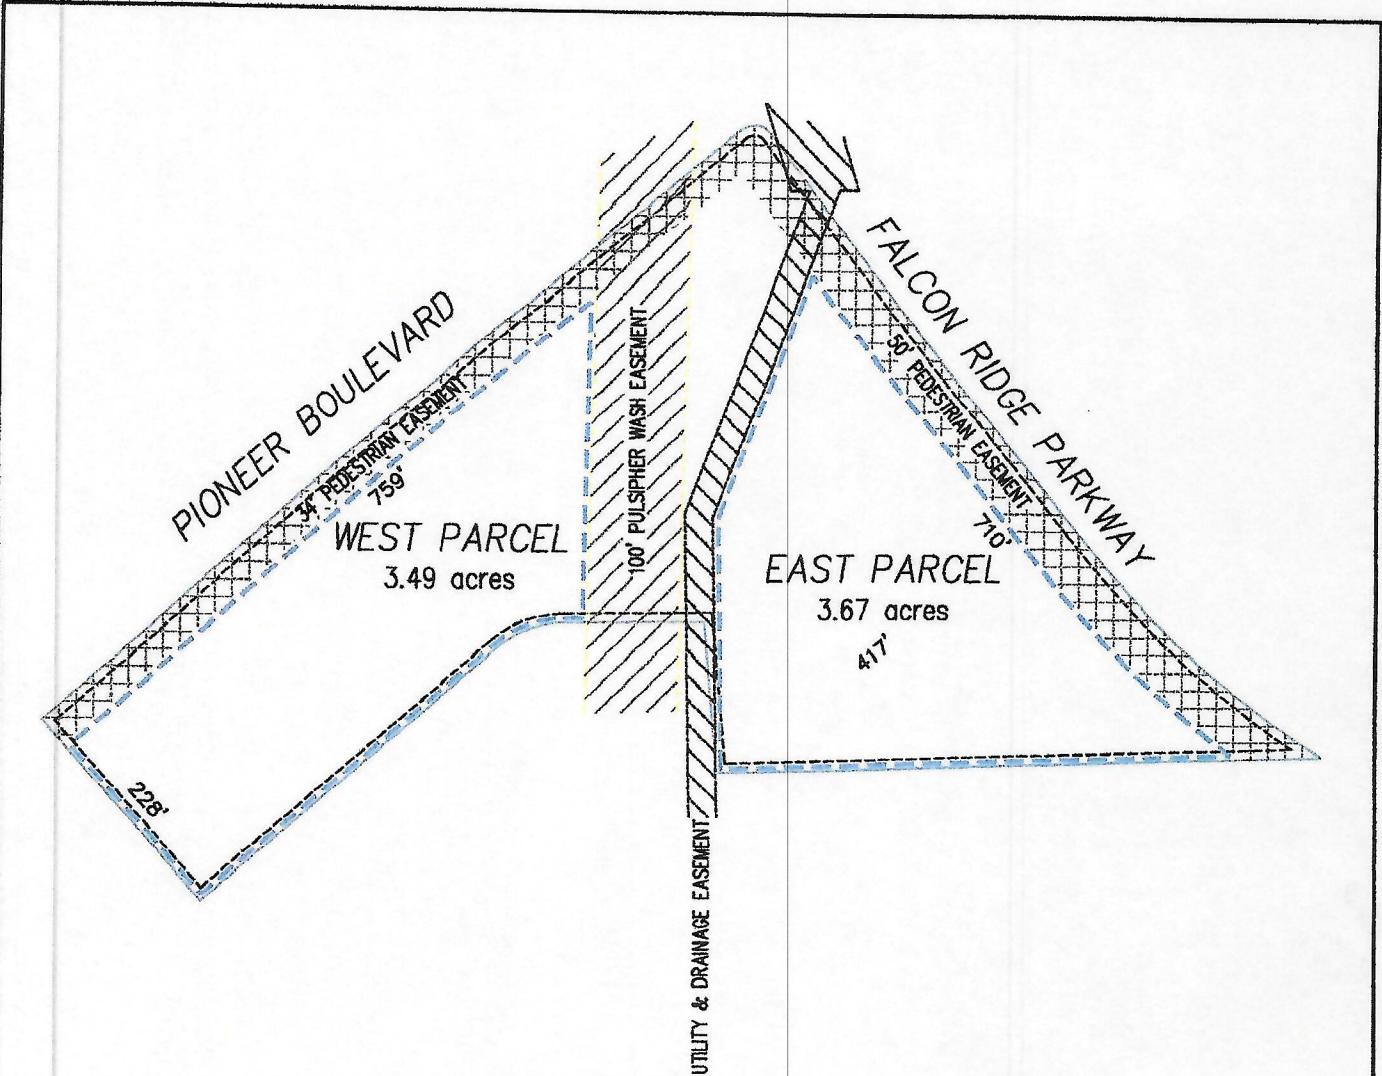 PIONEER BOULEVARD
34' PEDESTRIAN EASEMENT
759'
WEST PARCEL
3.49 acres
228'
100' PULSIPHER WASH EASEMENT
FALCON RIDGE PARKWAY
50' PEDESTRIAN EASEMENT
710'
EAST PARCEL
3.67 acres
417'
UTILITY & DRAINAGE EASEMENT